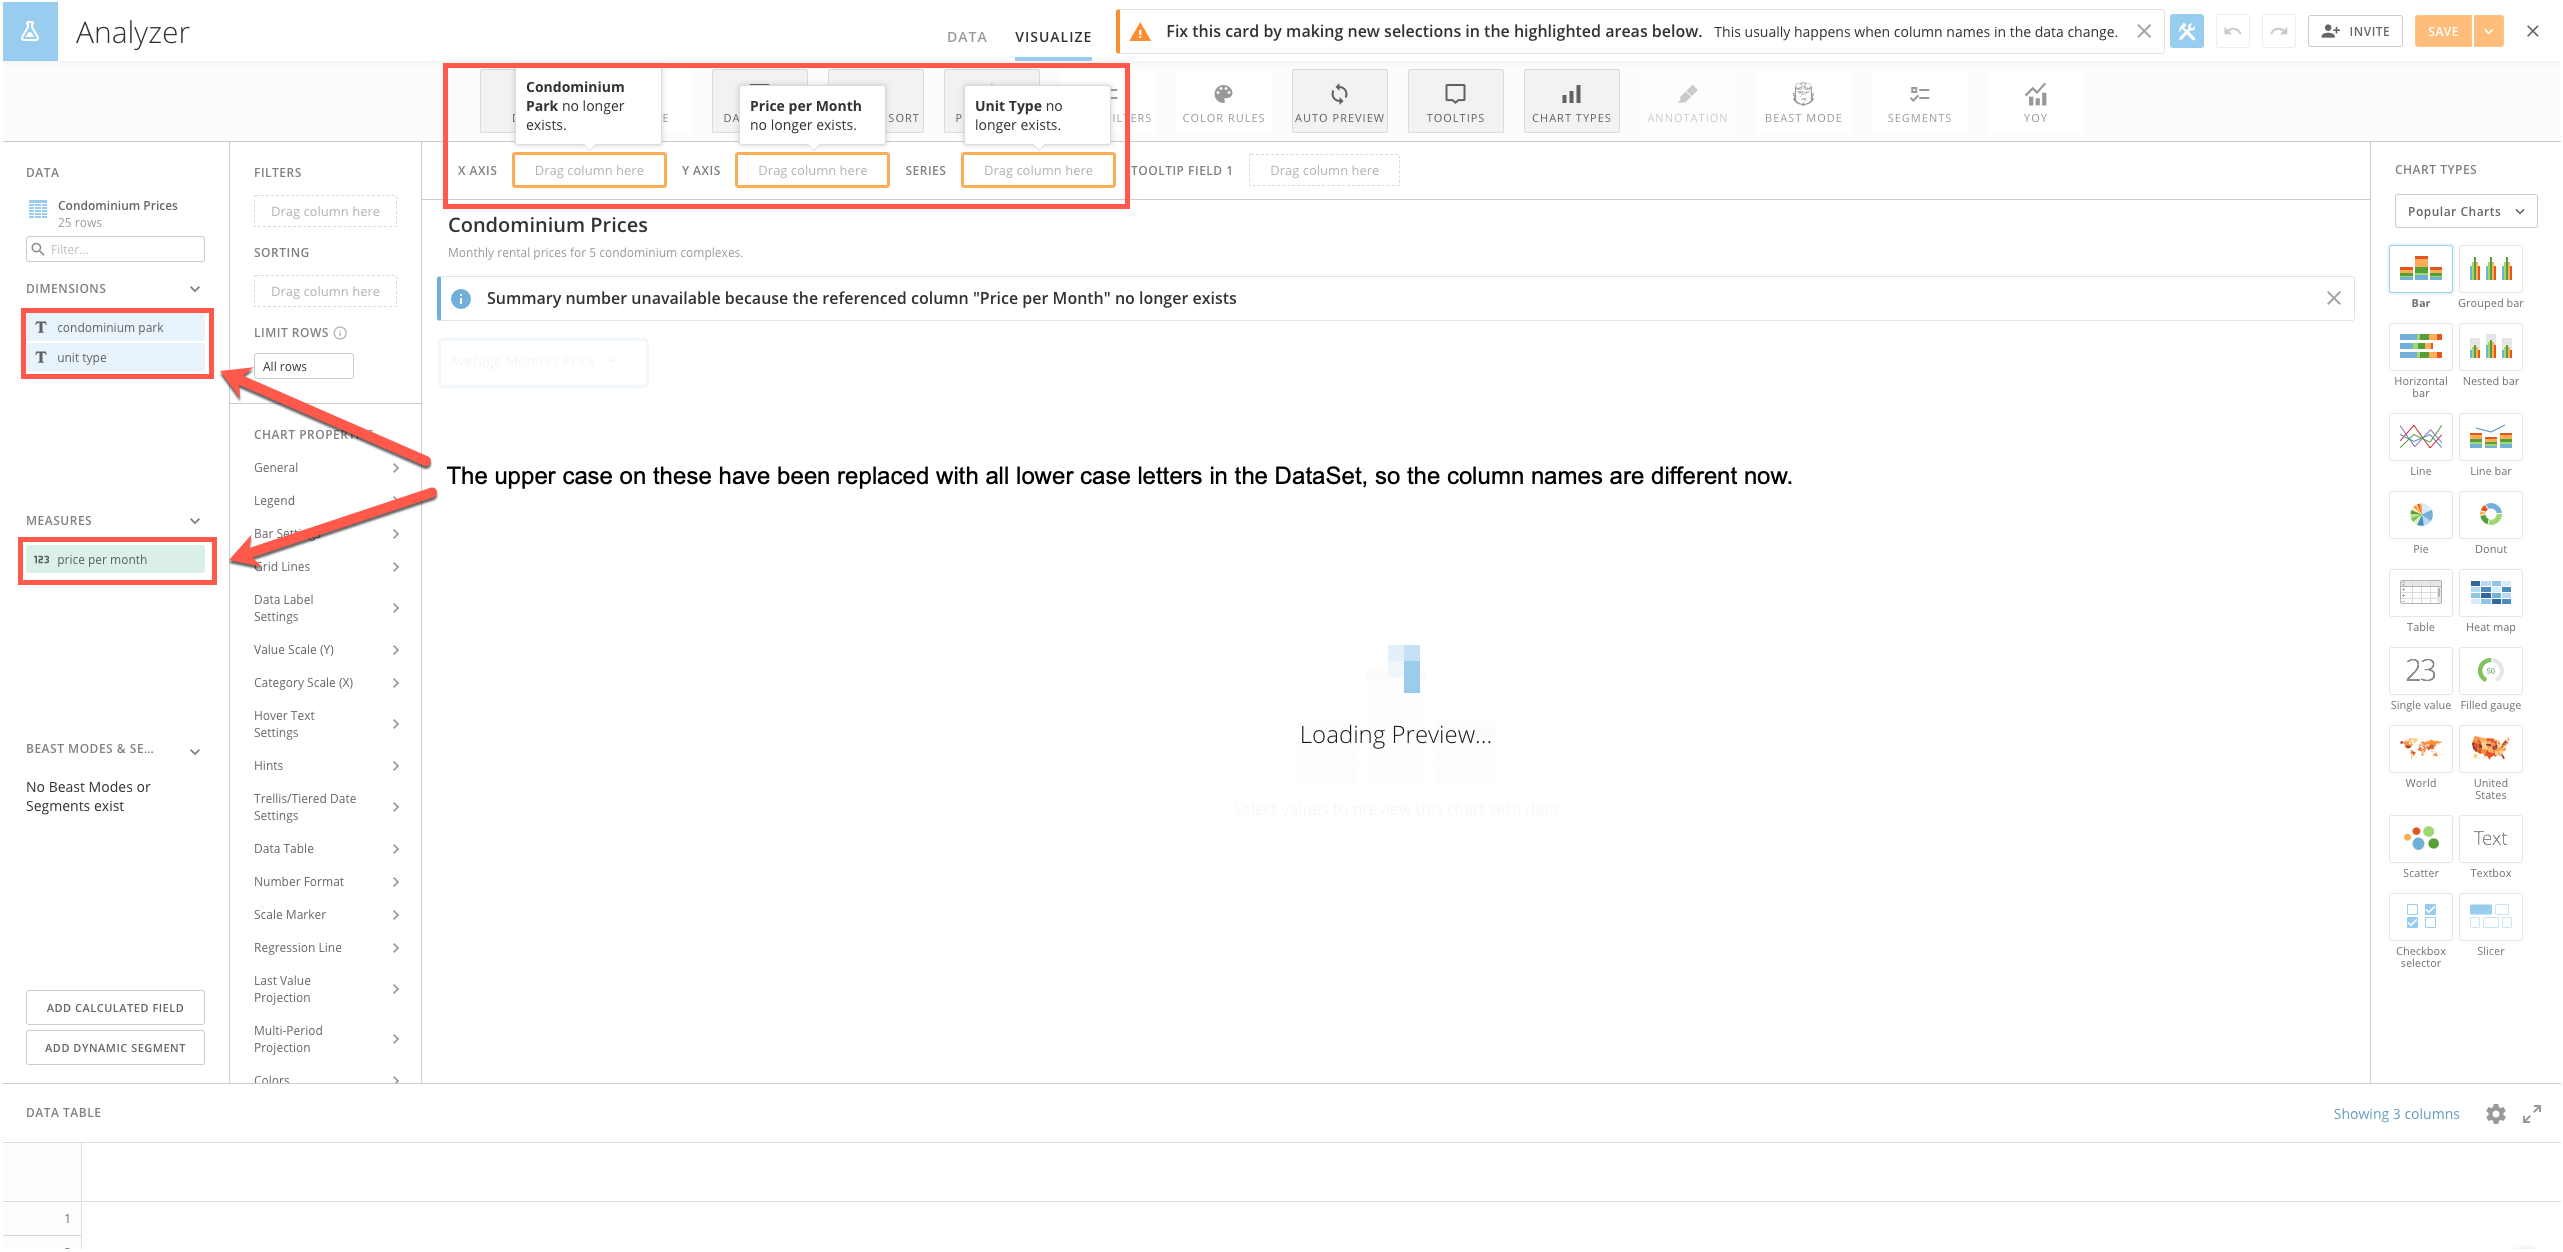 Analyzer
DATA
VISUALIZE
Fix this card by making new selections in the highlighted areas below. This usually happens when column names in the data change.
INVITE
SAVE
Condominium
Park no longer
exists.
Price per Month
no longer exists.
Unit Type no
longer exists.
SORT
COLOR RULES
AUTO PREVIEW
TOOLTIPS
CHART TYPES
ANNOTATION
BEAST MODE
SEGMENTS
YOY
X AXIS
Drag column here
Y AXIS
Drag column here
SERIES
Drag column here
TOOLTIP FIELD 1
Drag column here
DATA
Condominium Prices
25 rows
Filter...
DIMENSIONS
T condominium park
T unit type
MEASURES
123 price per month
BEAST MODES & SE...
No Beast Modes or
Segments exist
ADD CALCULATED FIELD
ADD DYNAMIC SEGMENT
FILTERS
Drag column here
SORTING
Drag column here
LIMIT ROWS
All rows
CHART PROPERTIES
General
Legend
Bar Settings
Grid Lines
Data Label
Settings
Value Scale (Y)
Category Scale (X)
Hover Text
Settings
Hints
Trellis/Tiered Date
Settings
Data Table
Number Format
Scale Marker
Regression Line
Last Value
Projection
Multi-Period
Projection
Colors
Condominium Prices
Monthly rental prices for 5 condominium complexes.
Summary number unavailable because the referenced column "Price per Month" no longer exists
Average Monthly Price
The upper case on these have been replaced with all lower case letters in the DataSet, so the column names are different now.
Loading Preview...
Select values to preview this chart with data
CHART TYPES
Popular Charts
Bar
Grouped bar
Horizontal
bar
Nested bar
Line
Line bar
Pie
Donut
Table
Heat map
23
50
Single value
Filled gauge
World
United
States
Scatter
Text
Textbox
Checkbox
selector
Slicer
DATA TABLE
Showing 3 columns
1